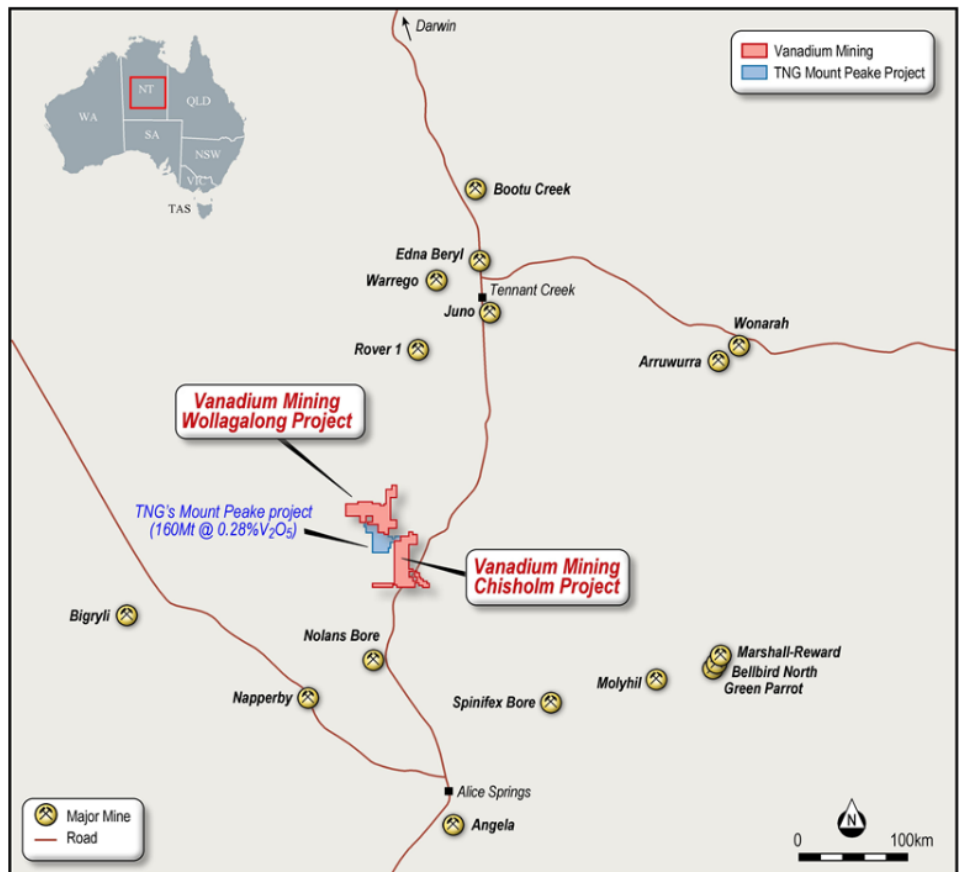 Darwin
Vanadium Mining
TNG Mount Peake Project
NT
WA
QLD
SA
NSW
VIC
TAS
Bootu Creek
Edna Beryl
Warrego
Tennant Creek
Juno
Wonarah
Rover 1
Arruwurra
Vanadium Mining
Wollagalong Project
TNG's Mount Peake project
(160Mt @ 0.28%V₂O₅)
Vanadium Mining
Chisholm Project
Bigryli
Nolans Bore
Marshall-Reward
Bellbird North
Green Parrot
Molyhil
Napperby
Spinifex Bore
Alice Springs
Angela
Major Mine
Road
N
0 100km